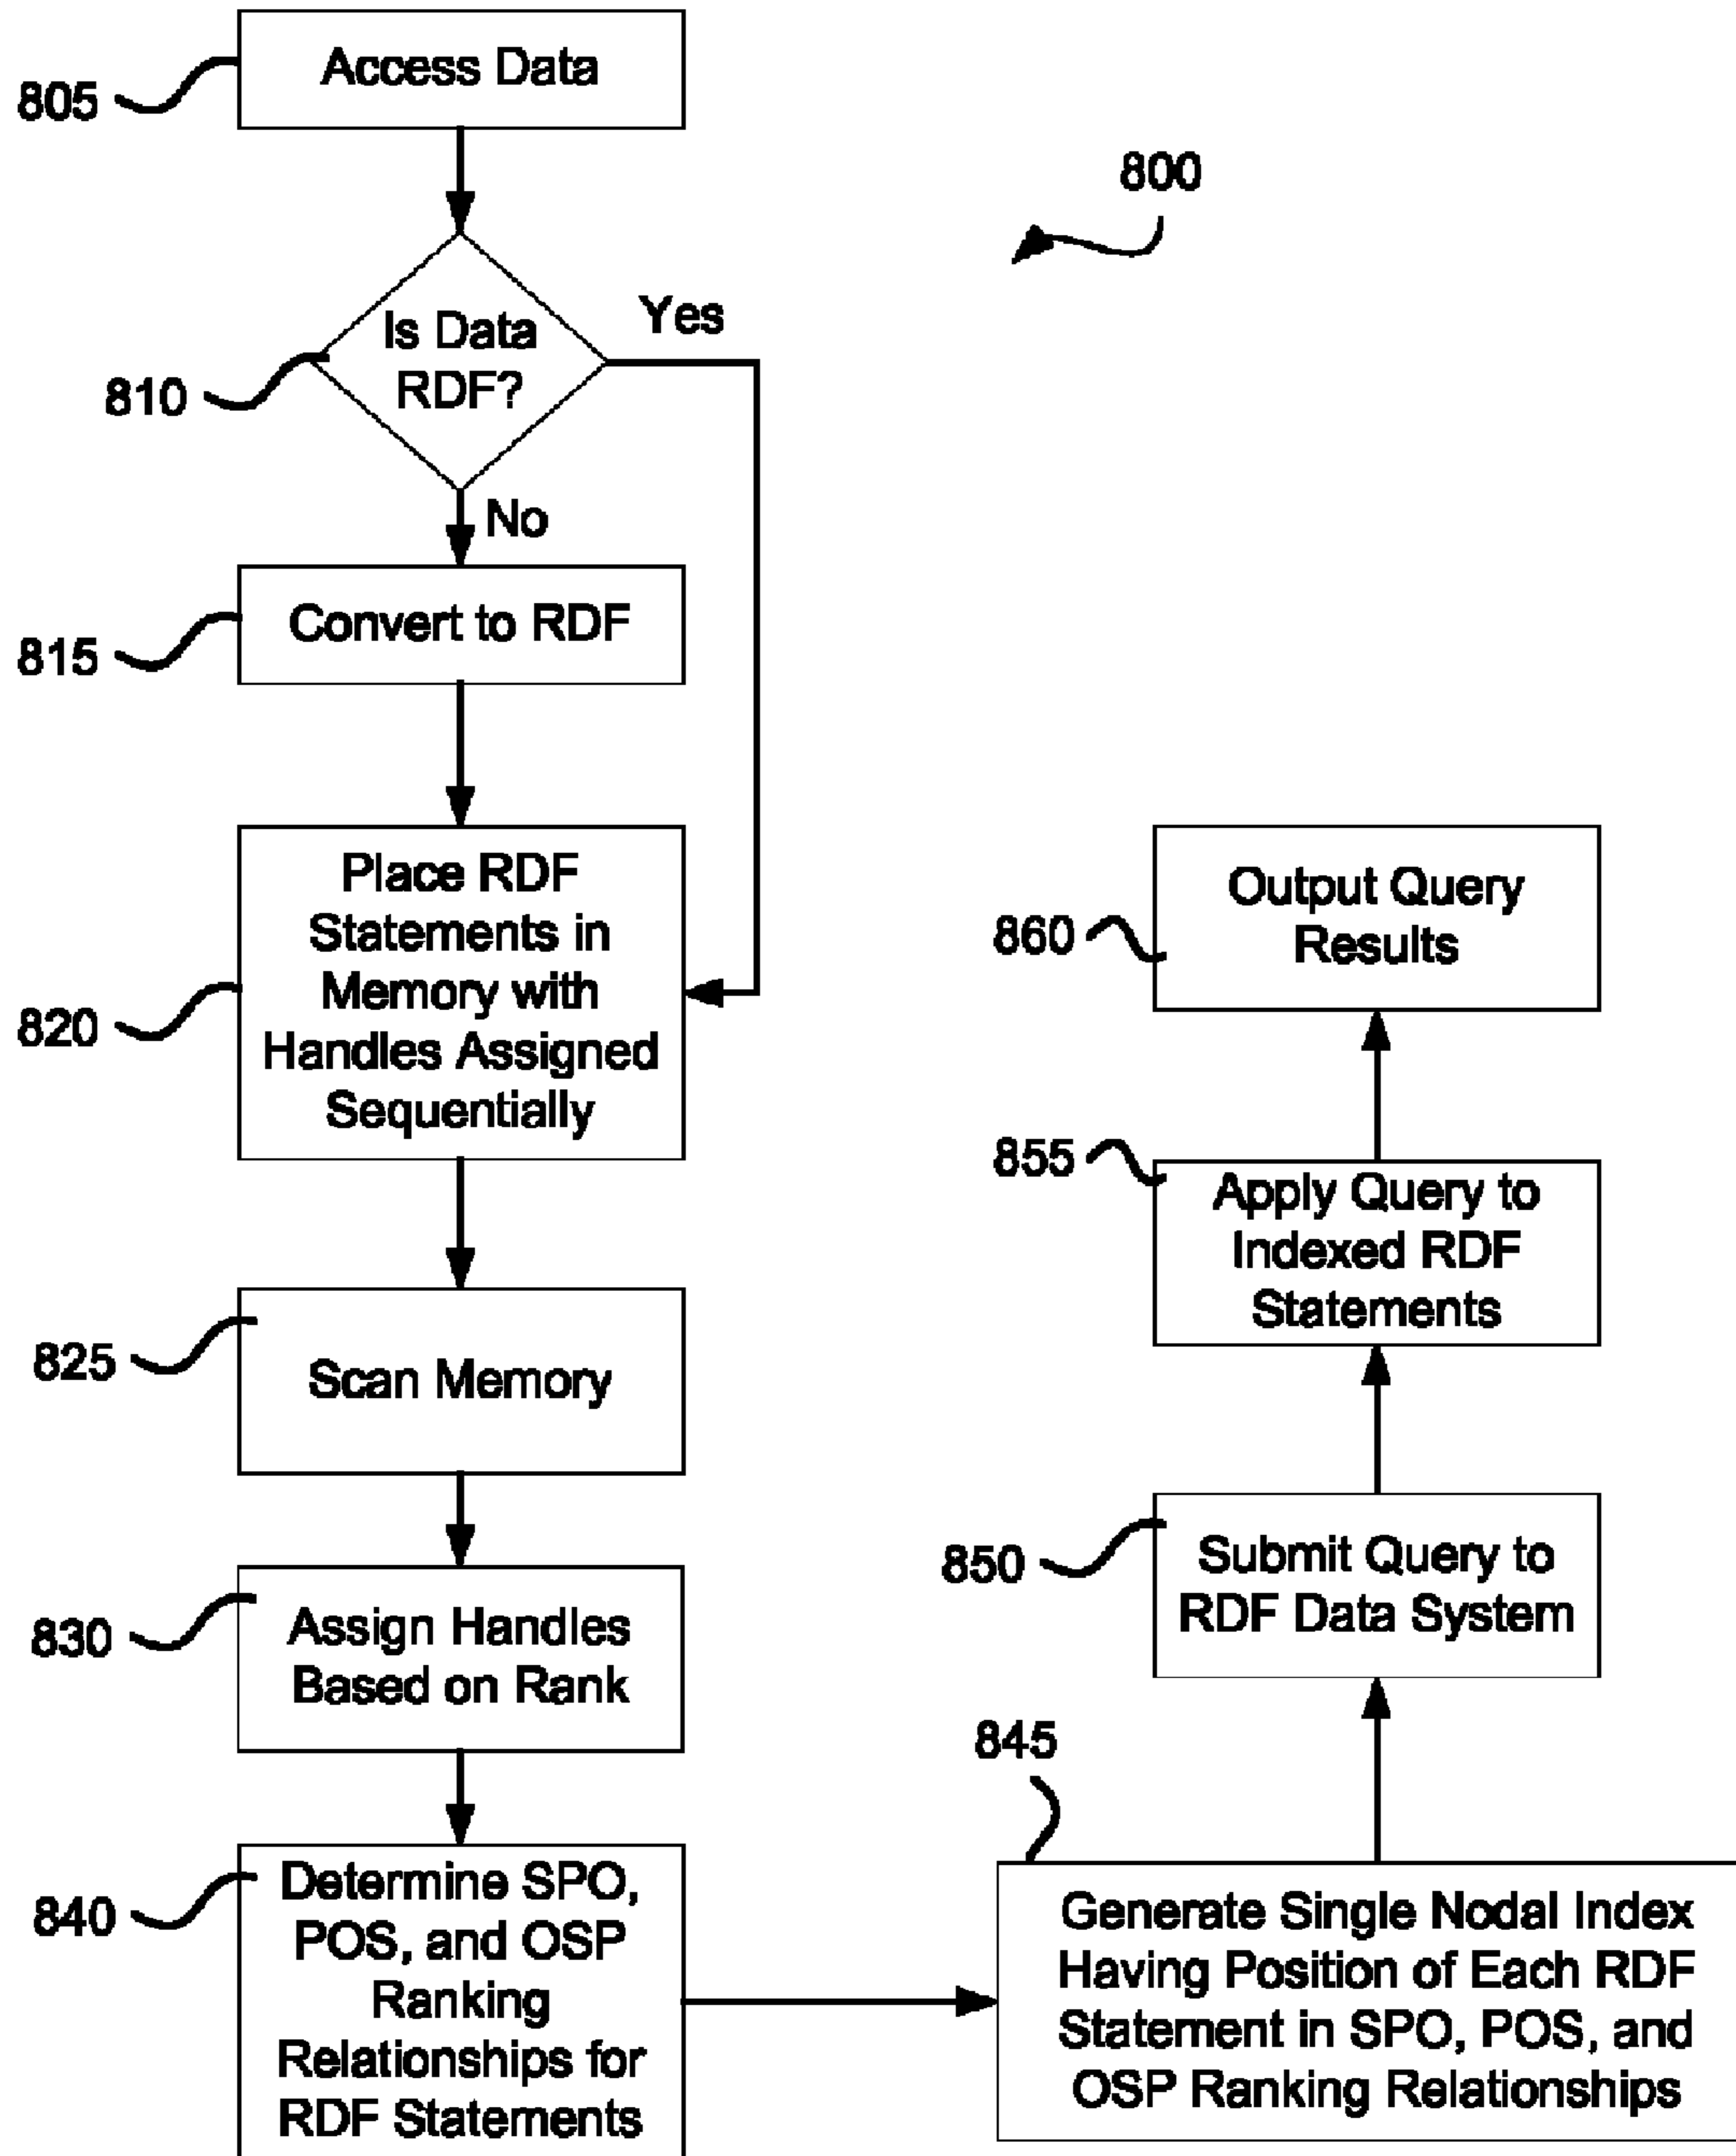 Access Data
805
800
Is Data
RDF?
Yes
810
No
Convert to RDF
815
Place RDF
Statements in
Memory with
Handles Assigned
Sequentially
820
Scan Memory
825
Assign Handles
Based on Rank
830
Determine SPO,
POS, and OSP
Ranking
Relationships for
RDF Statements
840
845
Generate Single Nodal Index
Having Position of Each RDF
Statement in SPO, POS, and
OSP Ranking Relationships
Submit Query to
RDF Data System
850
855
Apply Query to
Indexed RDF
Statements
Output Query
Results
860